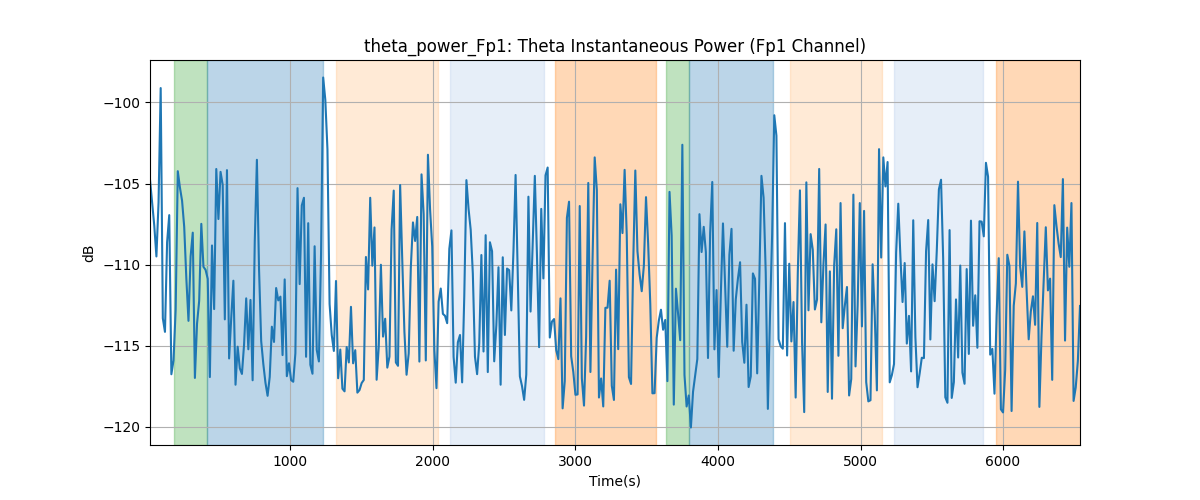 theta_power_Fp1: Theta Instantaneous Power (Fp1 Channel)
−100
−105
−110
−115
−120
dB
1000 2000 3000 4000 5000 6000
Time(s)